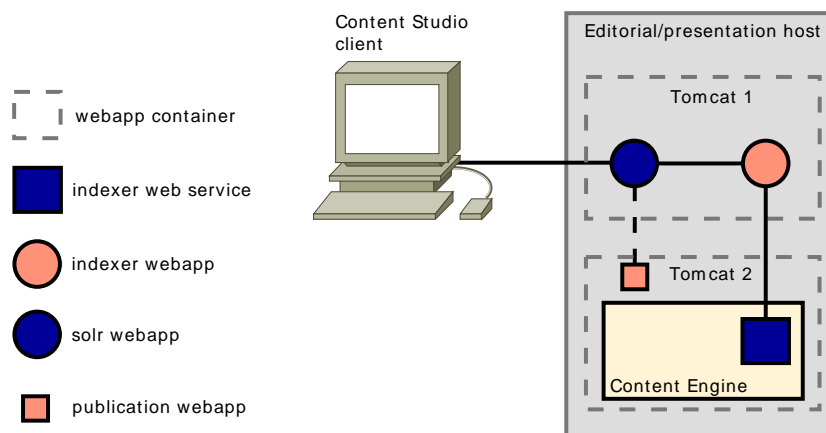 Content Studio
client
Editorial/presentation host
Tomcat 1
webapp container
indexer web service
indexer webapp
Tomcat 2
solr webapp
Content Engine
publication webapp